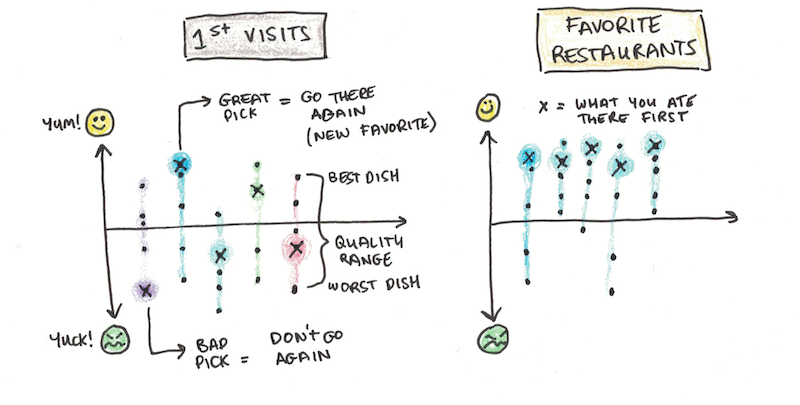 1st VISITS
Yum!
GREAT PICK = GO THERE AGAIN (NEW FAVORITE)
BEST DISH
QUALITY RANGE
WORST DISH
Yuck!
BAD PICK = DON'T GO AGAIN
FAVORITE RESTAURANTS
X = WHAT YOU ATE THERE FIRST